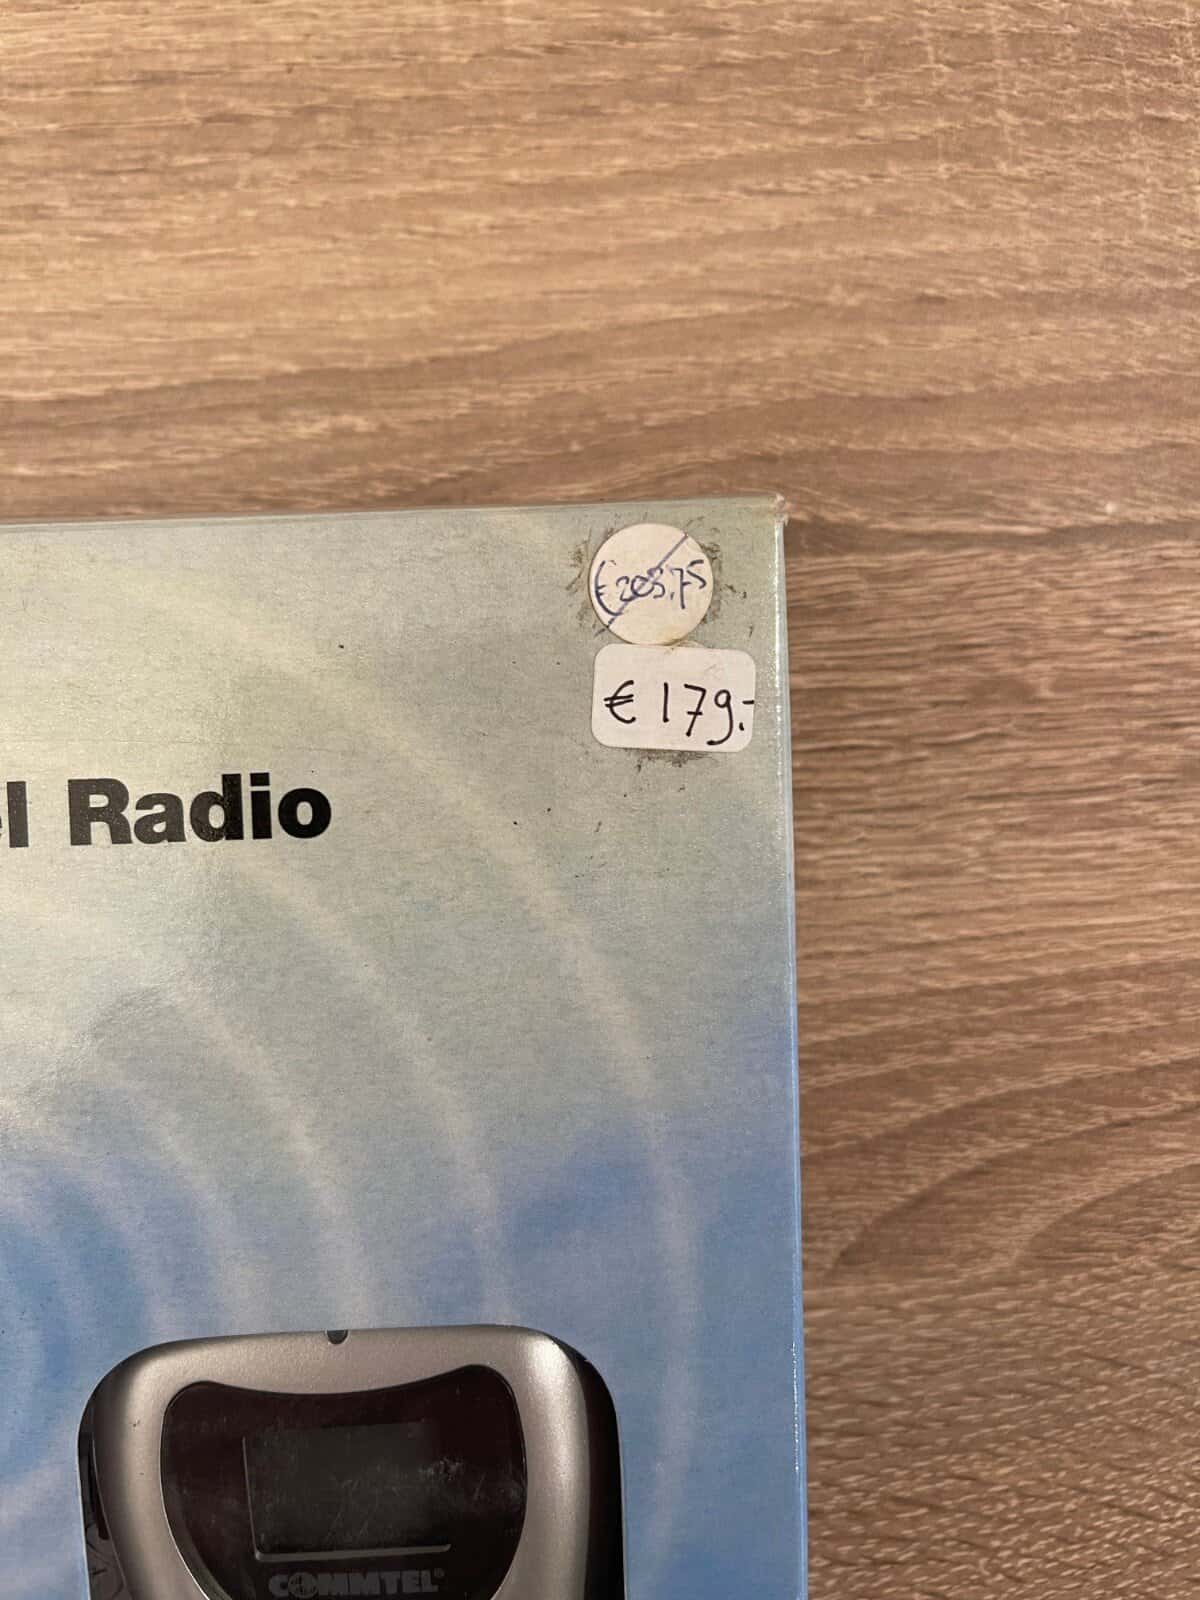 € 203,75
€ 179.-
el Radio
COMMTEL®